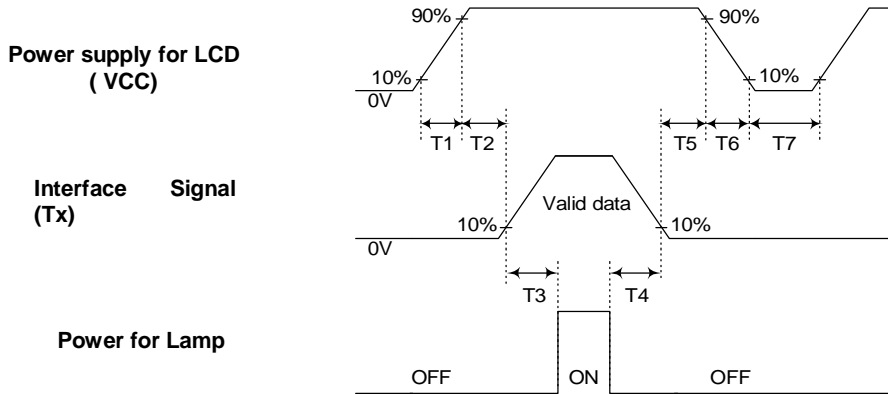 90%
90%
Power supply for LCD
( VCC)
10%
10%
0V
T1
T2
T5
T6
T7
Interface Signal
(Tx)
Valid data
10%
10%
0V
T3
T4
Power for Lamp
OFF
ON
OFF